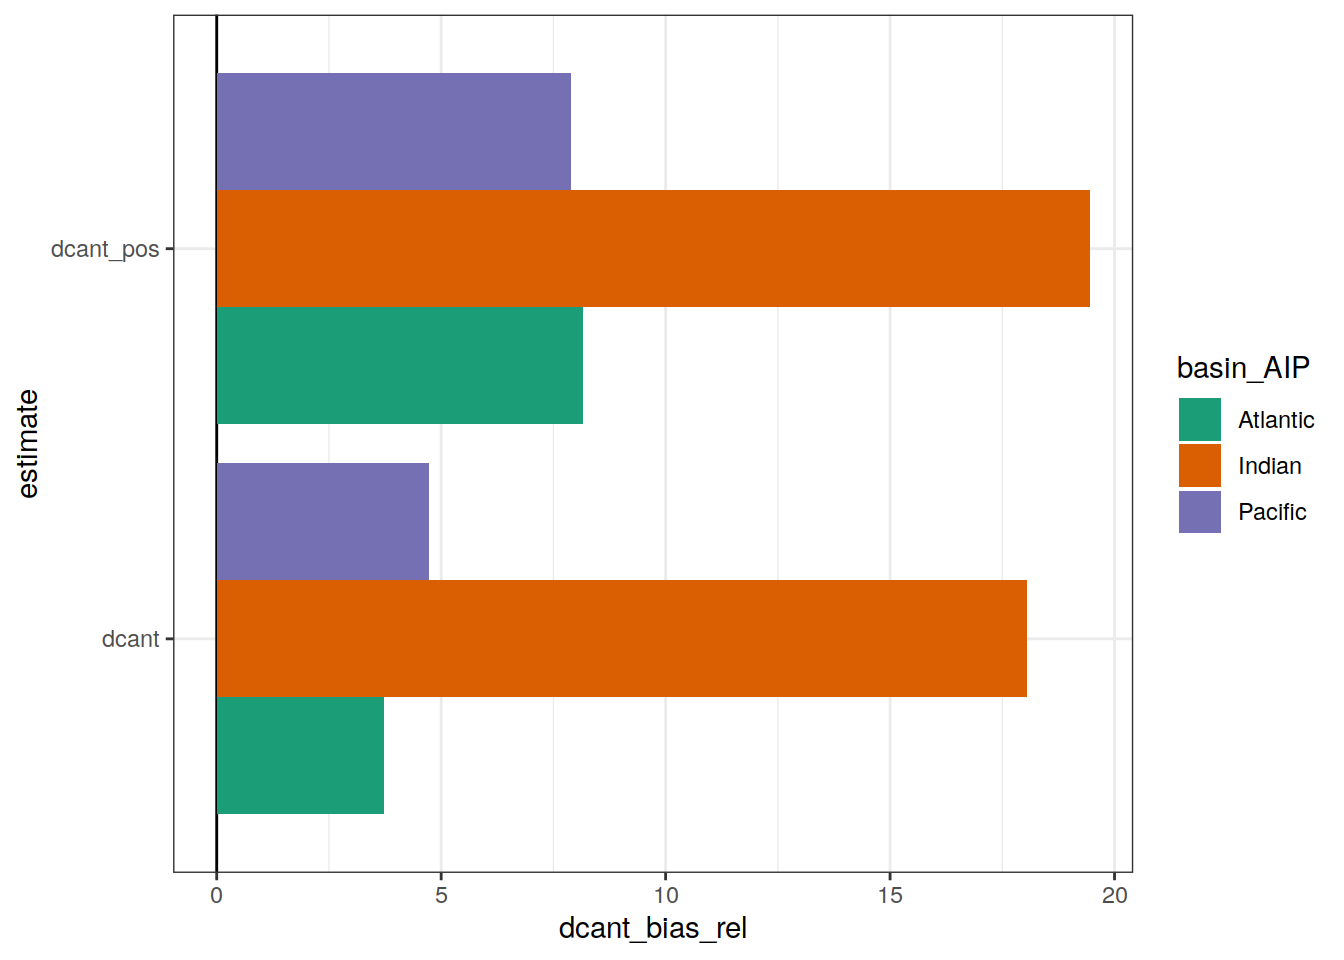 estimate
dcant_pos
dcant
0 5 10 15 20
dcant_bias_rel
basin_AIP
Atlantic
Indian
Pacific